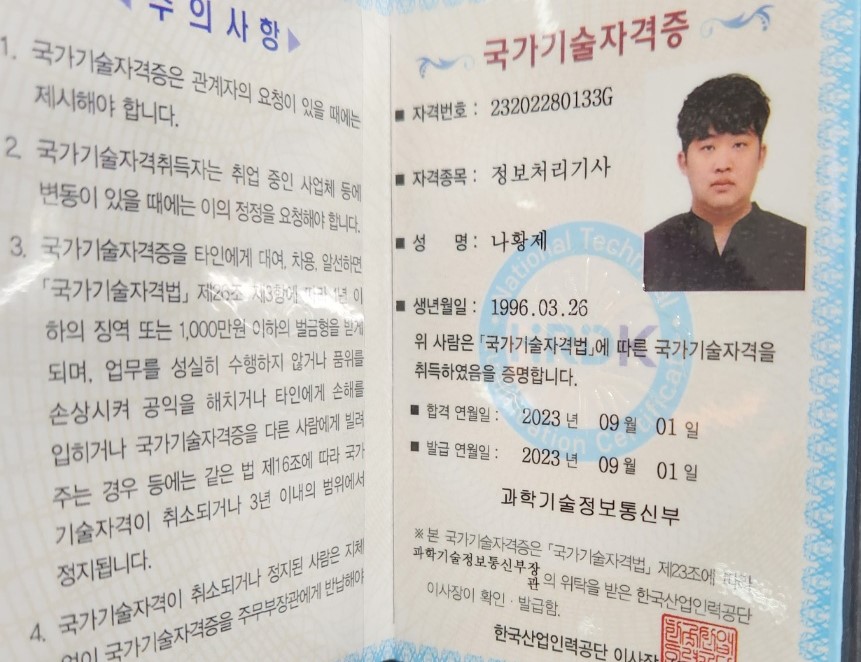 주의사항
1. 국가기술자격증은 관계자의 요청이 있을 때에는
제시해야 합니다.
2. 국가기술자격취득자는 취업 중인 사업체 등에
변동이 있을 때에는 이의 정정을 요청해야 합니다.
3. 국가기술자격증을 타인에게 대여, 차용, 알선하면
「국가기술자격법」 제26조 제3항에 따라 1년 이
하의 징역 또는 1,000만원 이하의 벌금형을 받게
되며, 업무를 성실히 수행하지 않거나 품위를
손상시켜 공익을 해치거나 타인에게 손해를
입히거나 국가기술자격증을 다른 사람에게 빌려
주는 경우 등에는 같은 법 제16조에 따라 국가
기술자격이 취소되거나 3년 이내의 범위에서
정지됩니다.
4. 국가기술자격이 취소되거나 정지된 사람은 지체
없이 국가기술자격증을 주무부장관에게 반납해야
국가기술자격증
■ 자격번호 : 23202280133G
■ 자격종목 : 정보처리기사
■ 성 명 : 나황제
■ 생년월일 : 1996.03.26
위 사람은 「국가기술자격법」에 따른 국가기술자격을
취득하였음을 증명합니다.
■ 합격 연월일 : 2023 년 09 월 01 일
■ 발급 연월일 : 2023 년 09 월 01 일
과학기술정보통신부
※ 본 국가기술자격증은 「국가기술자격법」 제23조에 따라
과학기술정보통신부장관의 위탁을 받은 한국산업인력공단
이사장이 확인·발급함.
한국산업인력공단 이사장
National Technical
HRDK